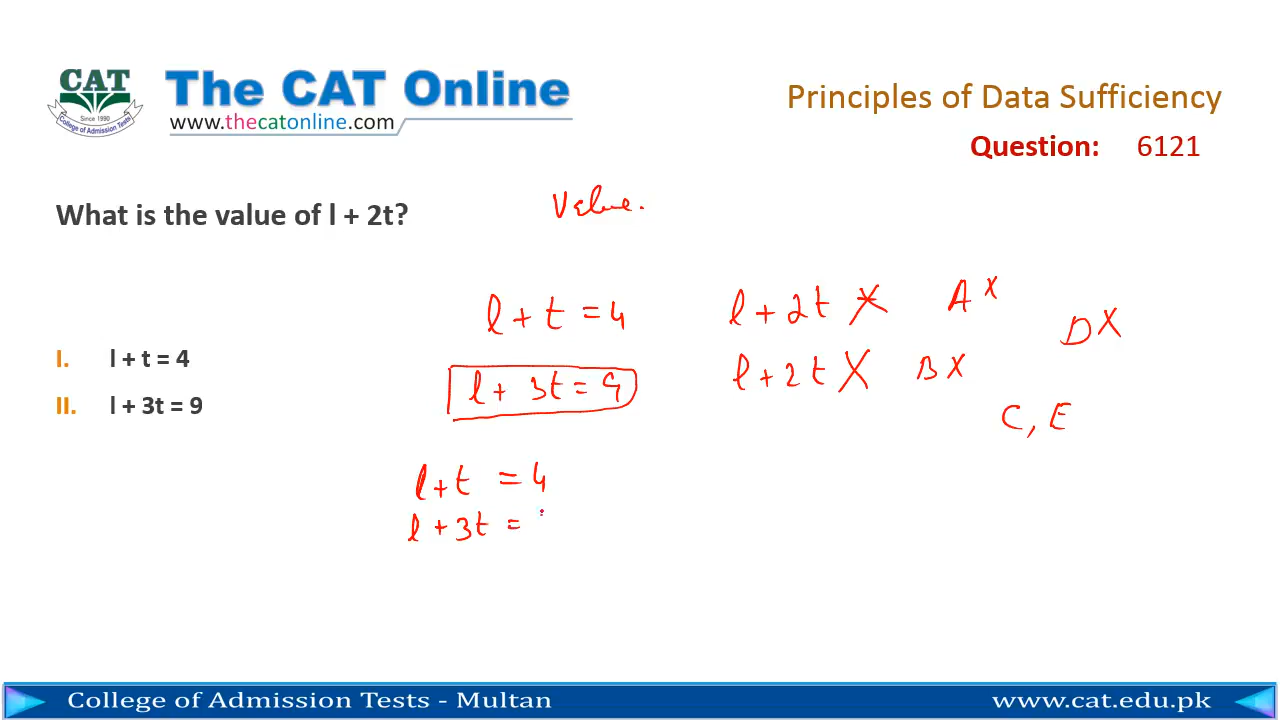 CAT
Since 1990
College of Admission Tests
The CAT Online
www.thecatonline.com
Principles of Data Sufficiency
Question: 6121
What is the value of l + 2t?
Value.
l + t = 4
l + 2t X
A X
D X
l + 3t = 9
l + 2t X
B X
C, E
I. l + t = 4
II. l + 3t = 9
l + t = 4
l + 3t =
College of Admission Tests - Multan
www.cat.edu.pk